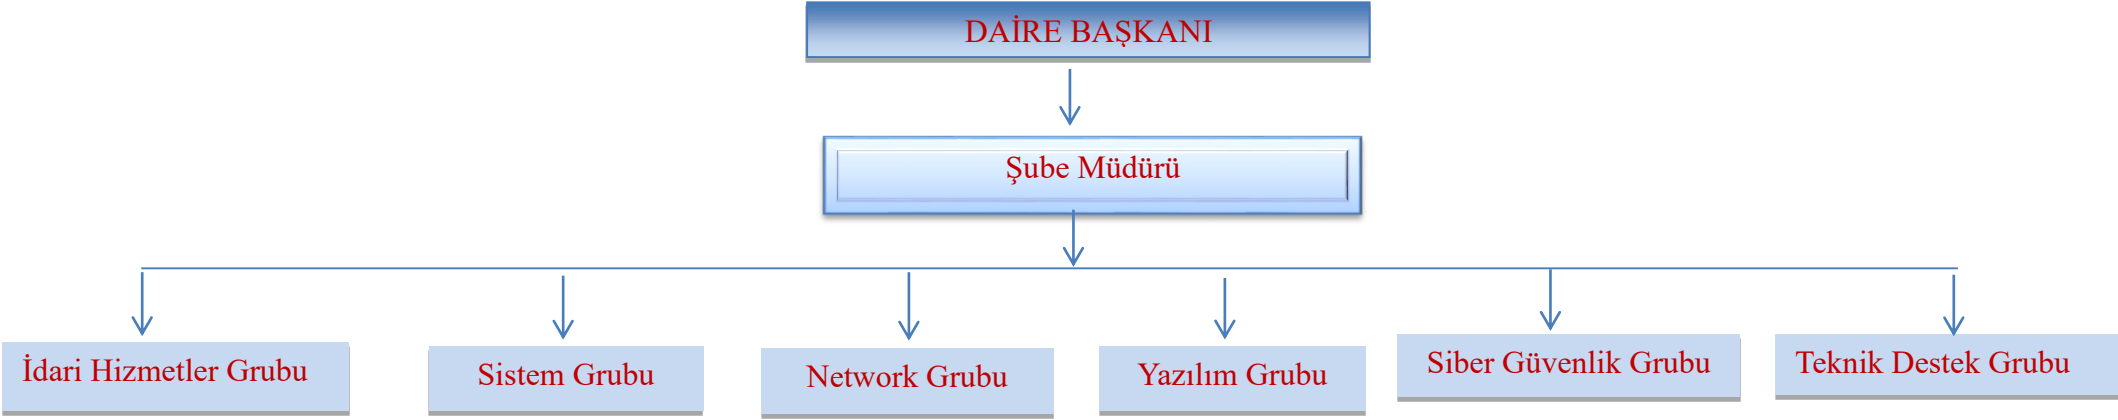 DAİRE BAŞKANI
Şube Müdürü
İdari Hizmetler Grubu
Sistem Grubu
Network Grubu
Yazılım Grubu
Siber Güvenlik Grubu
Teknik Destek Grubu